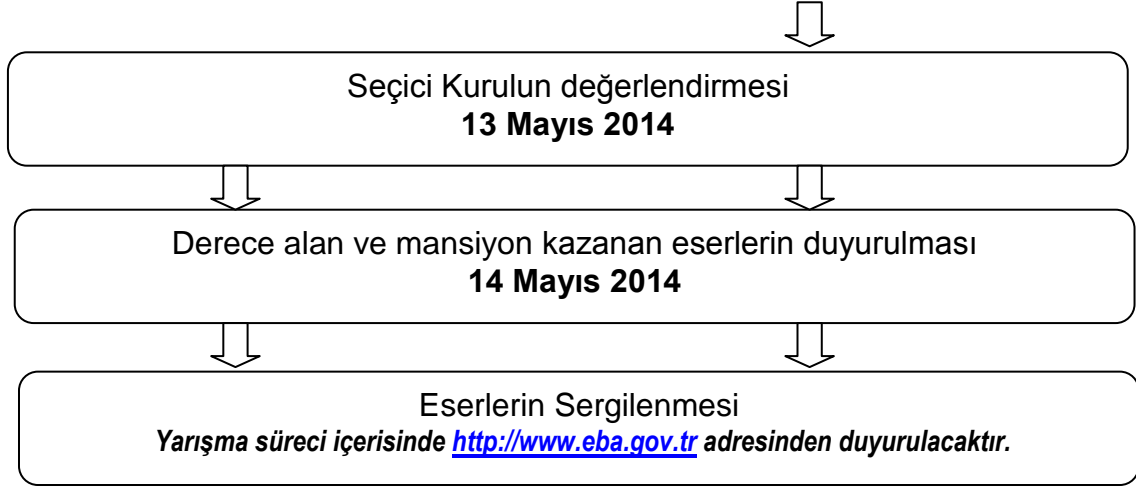 Seçici Kurulun değerlendirmesi
13 Mayıs 2014
Derece alan ve mansiyon kazanan eserlerin duyurulması
14 Mayıs 2014
Eserlerin Sergilenmesi
Yarışma süreci içerisinde http://www.eba.gov.tr adresinden duyurulacaktır.